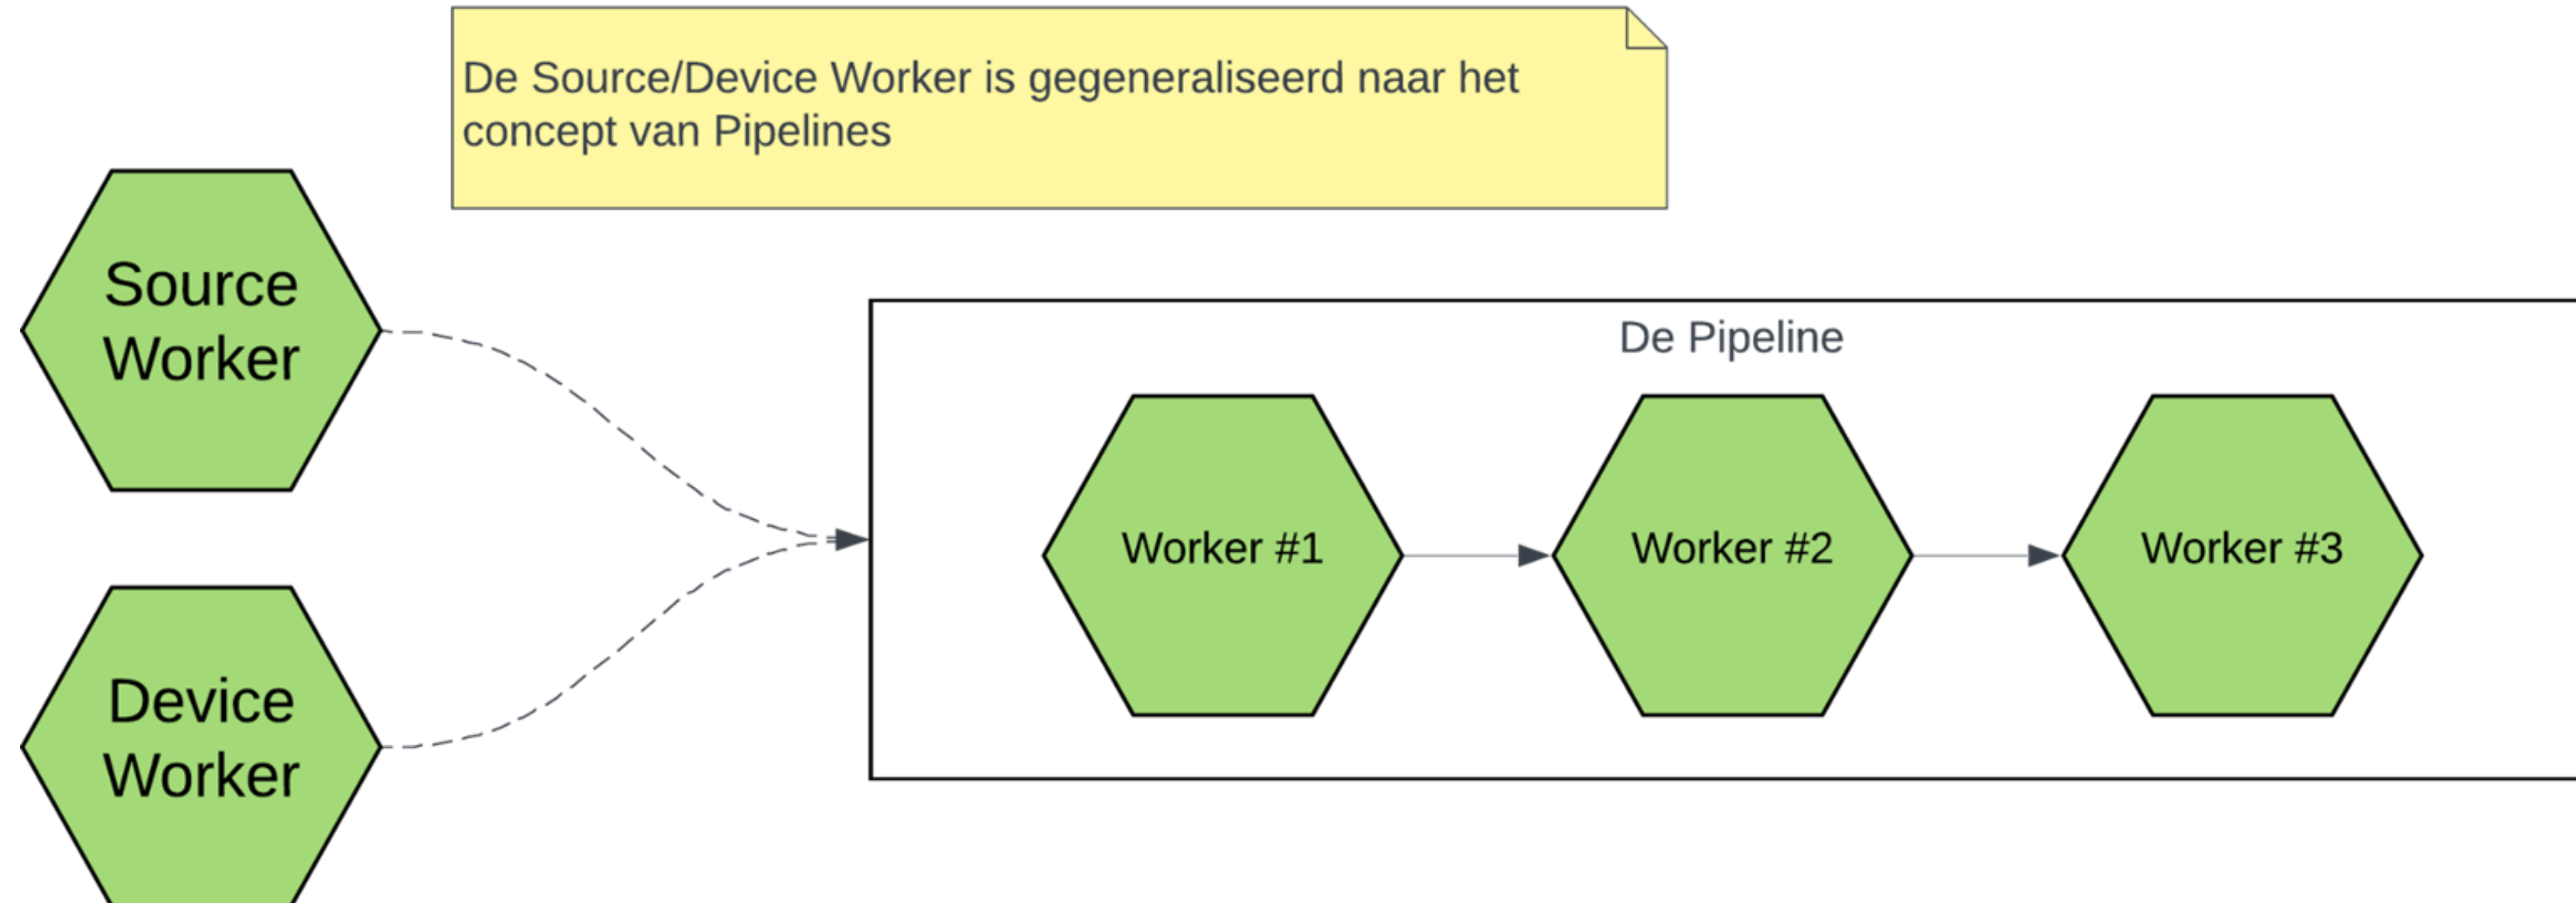 De Source/Device Worker is gegeneraliseerd naar het
concept van Pipelines
Source
Worker
De Pipeline
Worker #1
Worker #2
Worker #3
Device
Worker